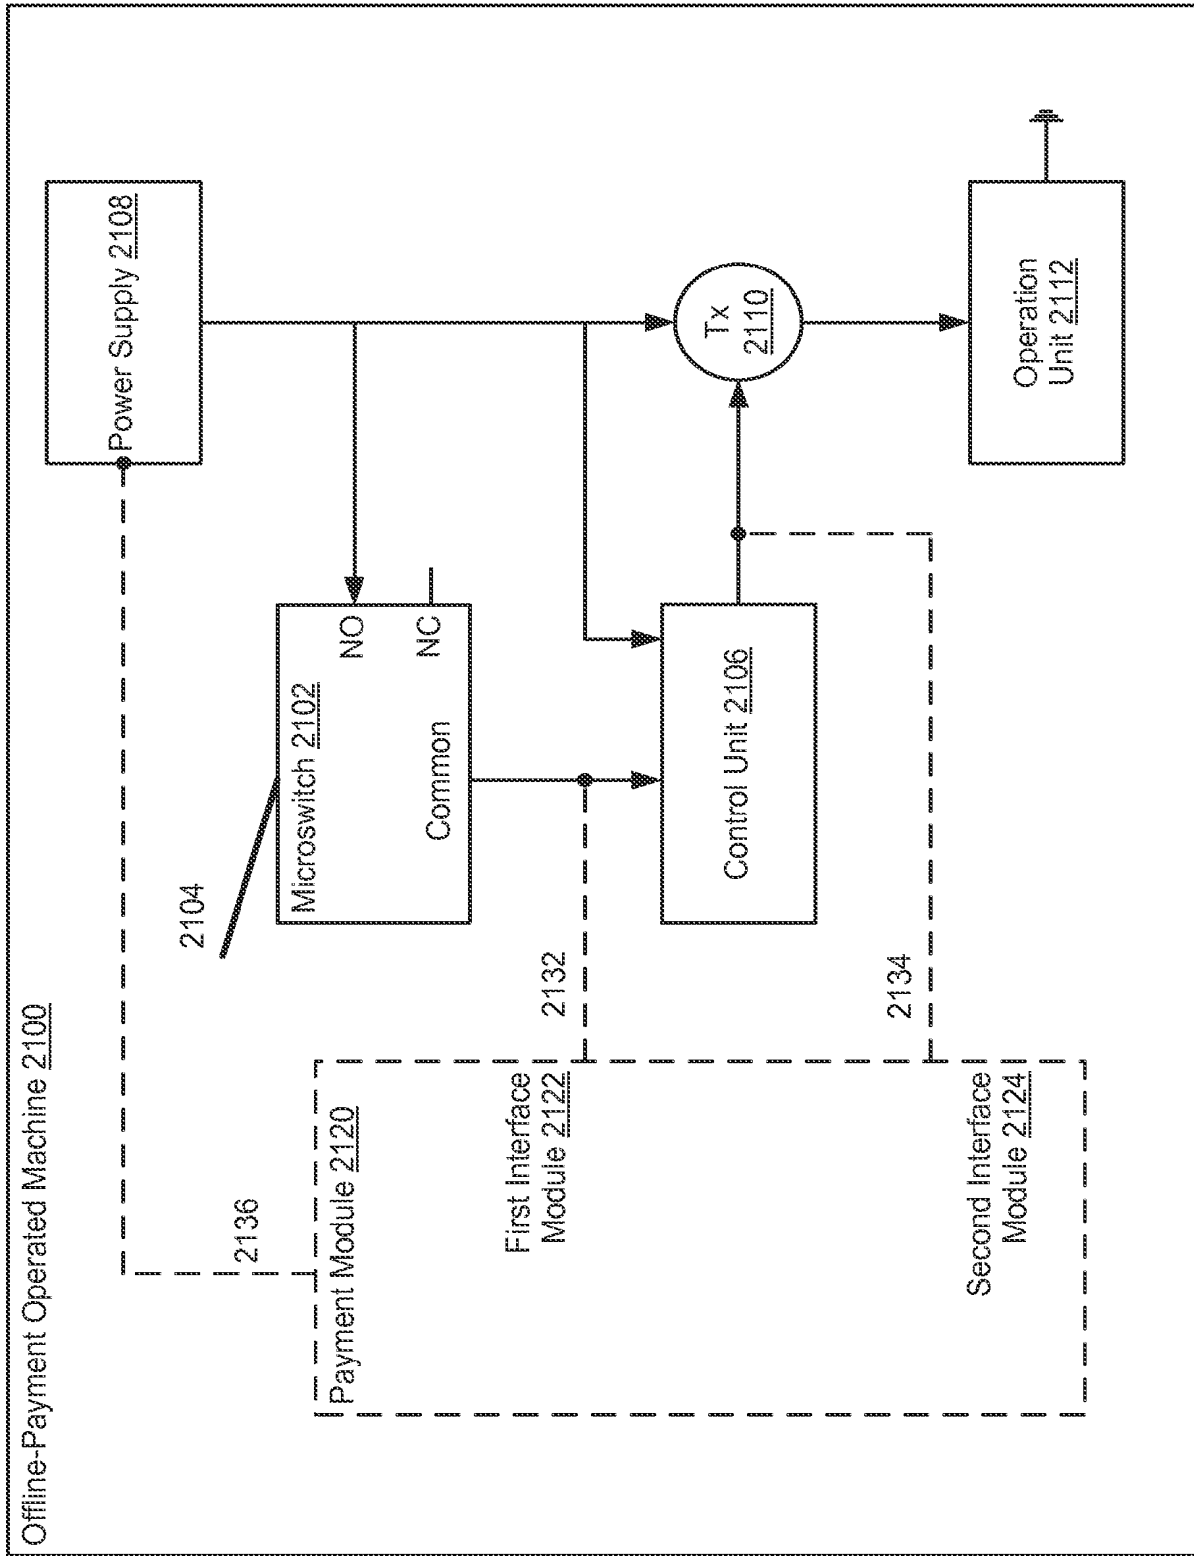 Offline-Payment Operated Machine 2100
2136
Power Supply 2108
2104
Microswitch 2102
NO
NC
Common
Payment Module 2120
First Interface
Module 2122
2132
Control Unit 2106
Tx
2110
Second Interface
Module 2124
2134
Operation
Unit 2112